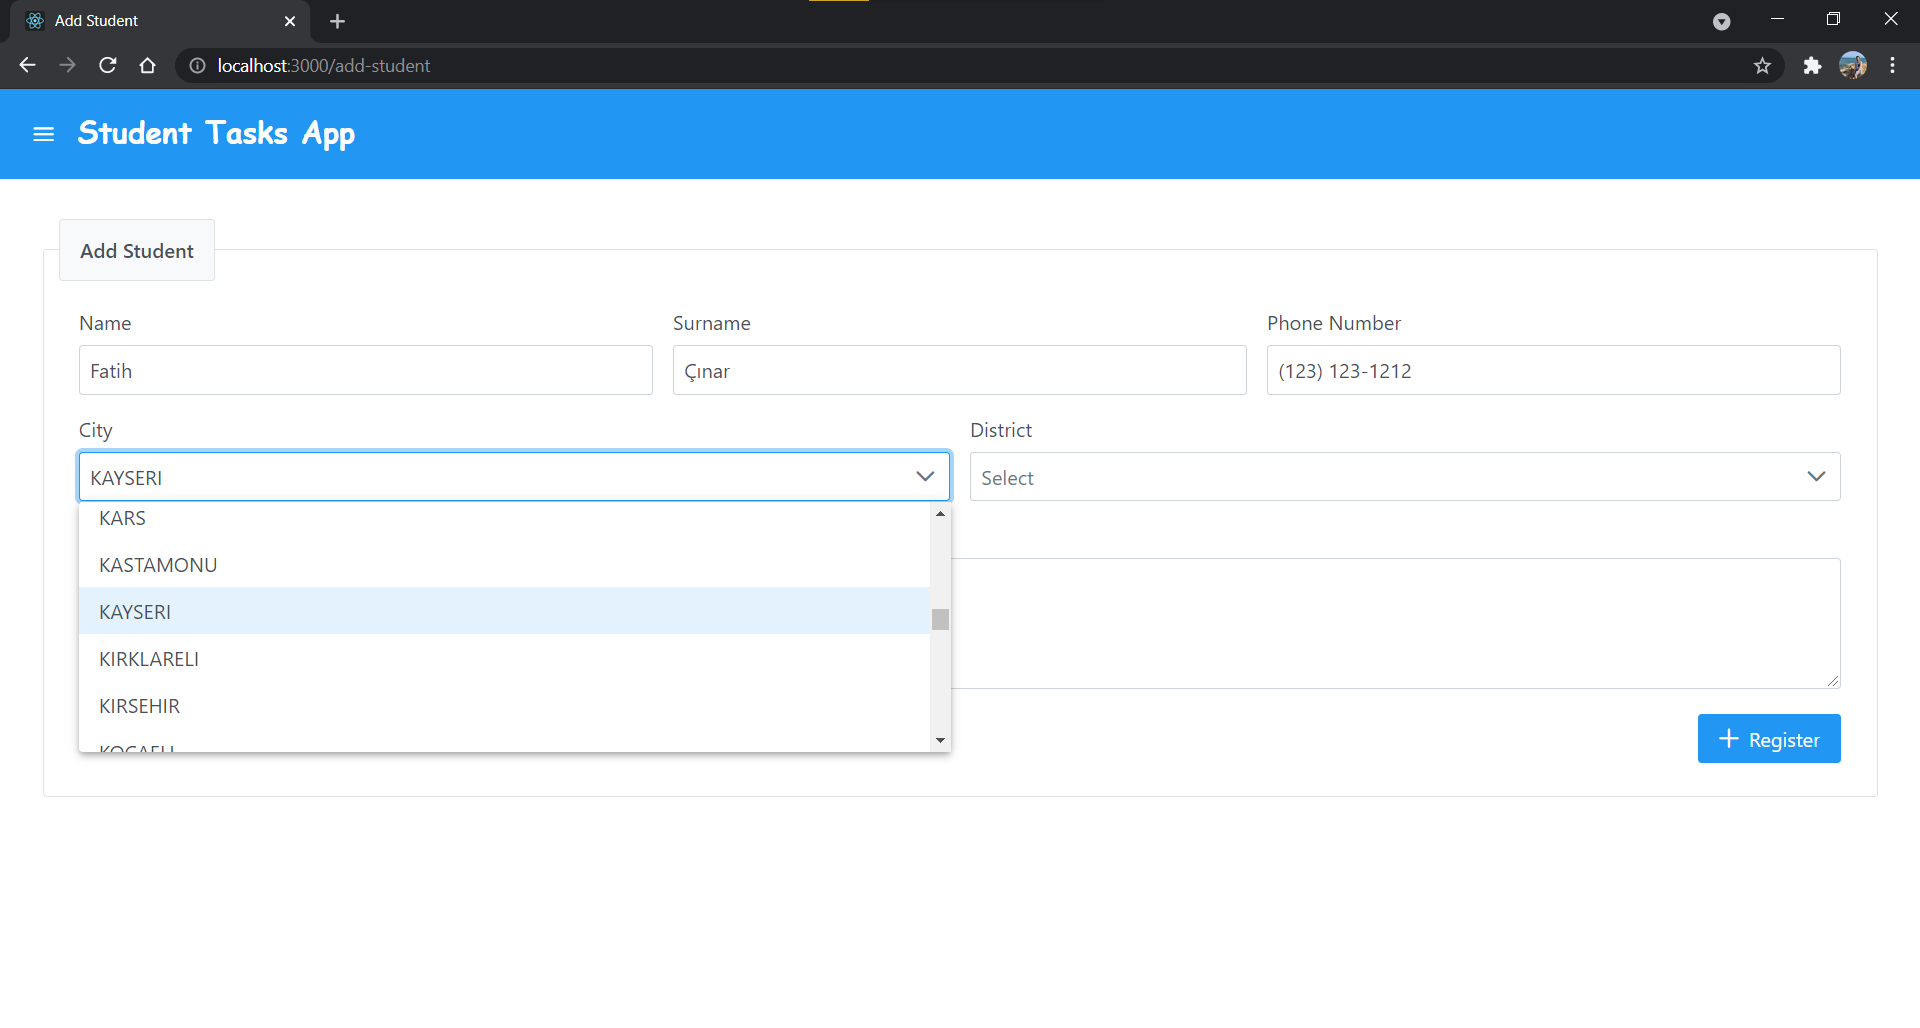 Add Student
localhost:3000/add-student
Student Tasks App
Add Student
Name
Surname
Phone Number
Fatih
Çınar
(123) 123-1212
City
District
KAYSERI
Select
KARS
KASTAMONU
KAYSERI
KIRKLARELI
KIRSEHIR
KOCAELI
Register